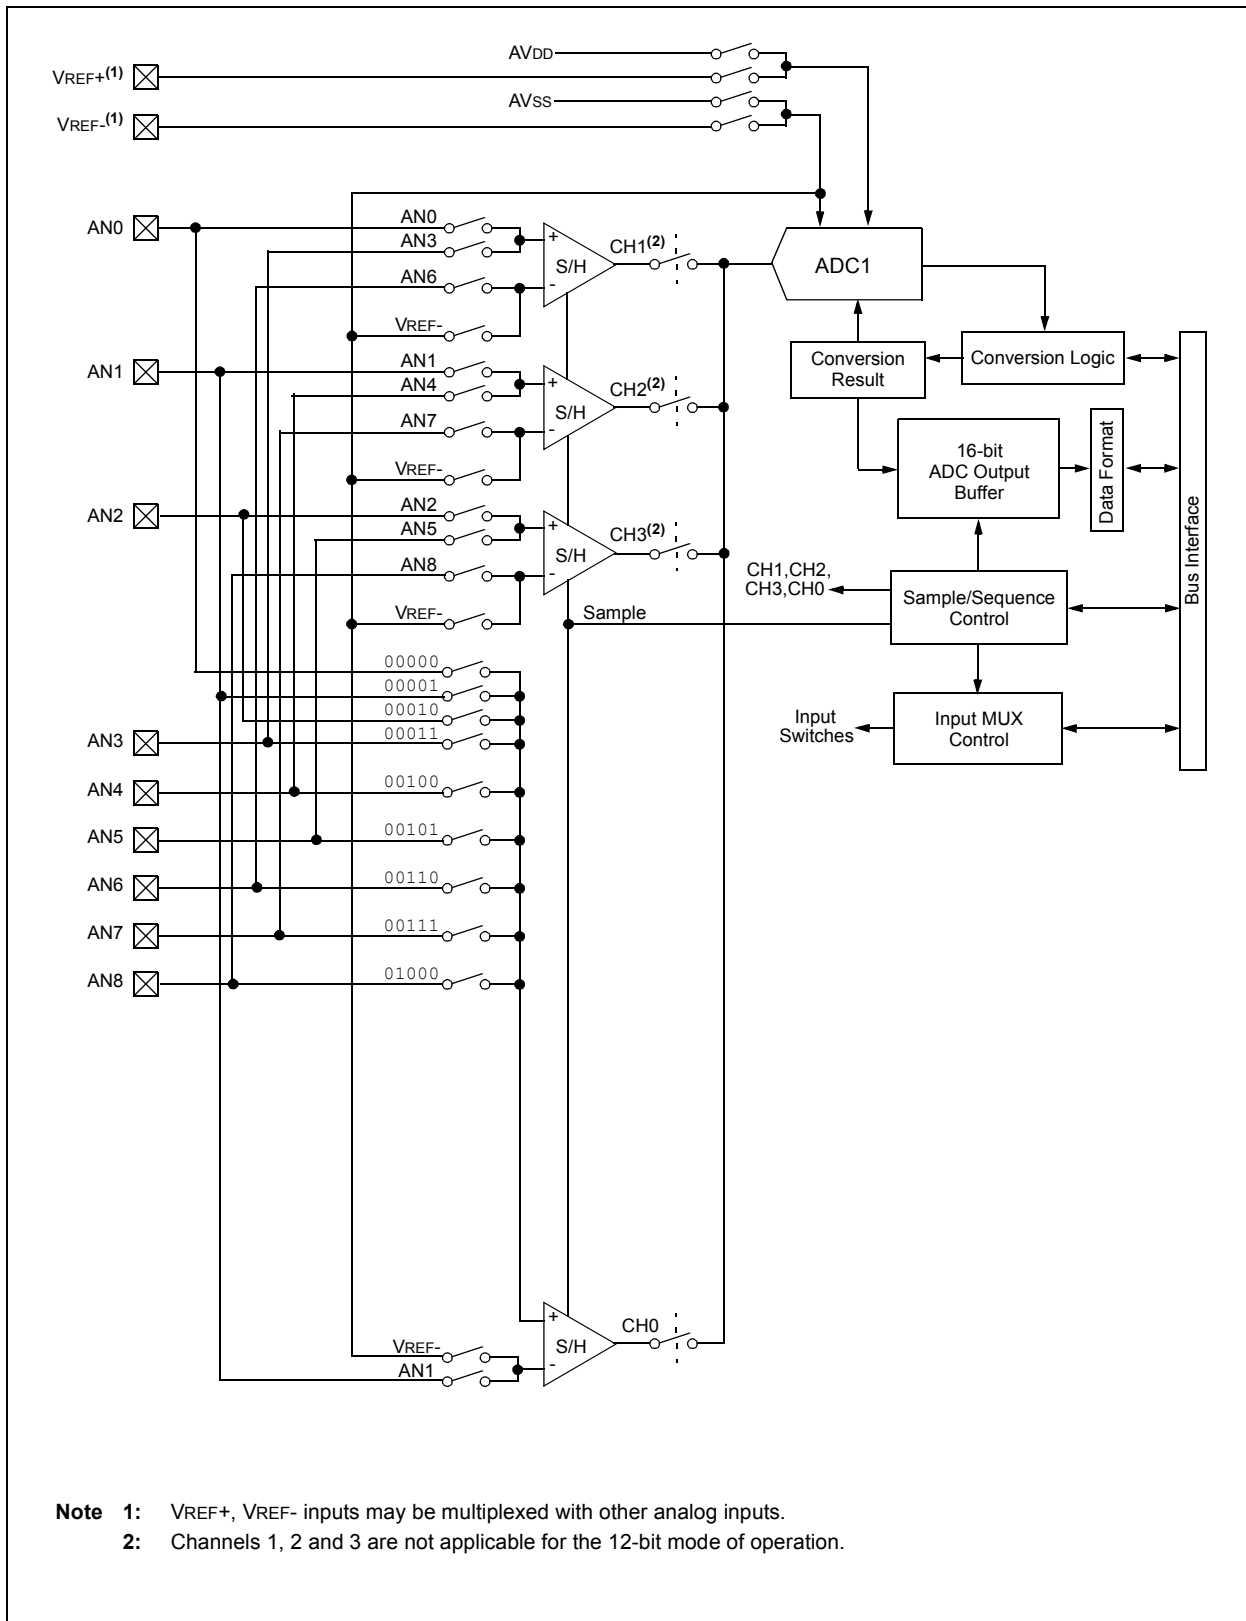 AVDD
VREF+(1)
AVSS
VREF-(1)
AN0
AN0
AN3
AN6
VREF-
+
-
S/H
CH1(2)
ADC1
AN1
AN1
AN4
AN7
VREF-
+
-
S/H
CH2(2)
Conversion
Result
Conversion Logic
16-bit
ADC Output
Buffer
Data Format
Bus Interface
AN2
AN2
AN5
AN8
VREF-
+
-
S/H
CH3(2)
CH1,CH2,
CH3,CH0
Sample/Sequence
Control
Sample
Input
Switches
Input MUX
Control
00000
00001
00010
AN3
00011
AN4
00100
AN5
00101
AN6
00110
AN7
00111
AN8
01000
VREF-
AN1
+
-
S/H
CH0
Note 1: VREF+, VREF- inputs may be multiplexed with other analog inputs.
2: Channels 1, 2 and 3 are not applicable for the 12-bit mode of operation.